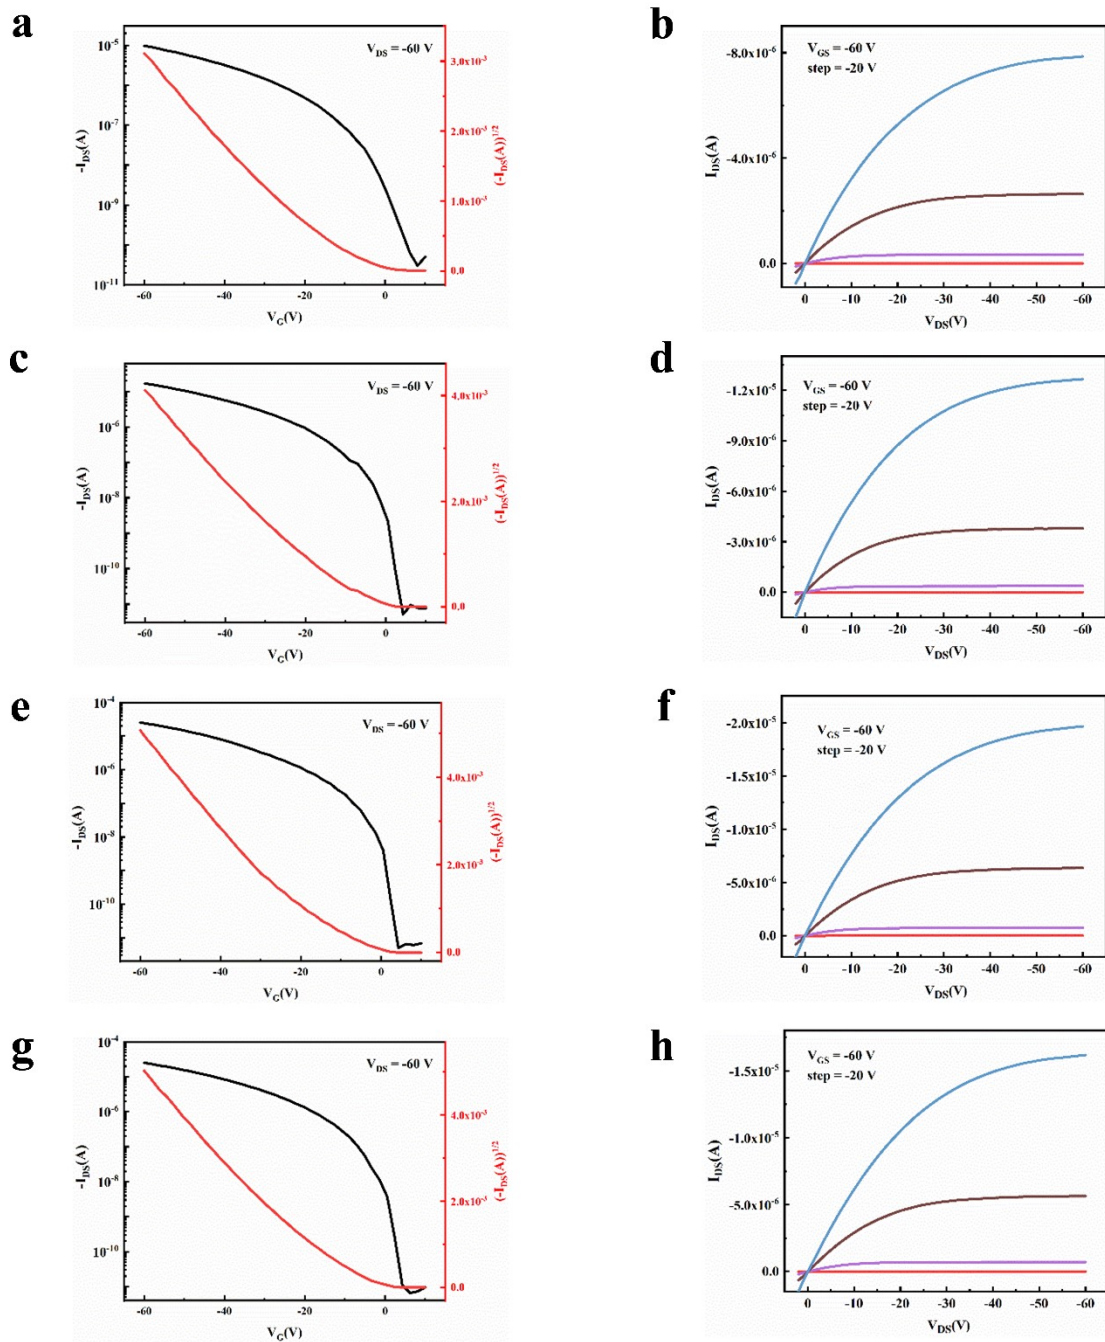 a
V_DS = -60 V
10^-5
10^-7
10^-9
10^-11
-I_DS(A)
3.0x10^-3
2.0x10^-3
1.0x10^-3
0.0
(-I_DS(A))^1/2
-60
-40
-20
0
V_G(V)
b
V_GS = -60 V
step = -20 V
-8.0x10^-6
-4.0x10^-6
0.0
I_DS(A)
0
-10
-20
-30
-40
-50
-60
V_DS(V)
c
V_DS = -60 V
10^-6
10^-8
10^-10
-I_DS(A)
4.0x10^-3
2.0x10^-3
0.0
(-I_DS(A))^1/2
-60
-40
-20
0
V_G(V)
d
V_GS = -60 V
step = -20 V
-1.2x10^-5
-9.0x10^-6
-6.0x10^-6
-3.0x10^-6
0.0
I_DS(A)
0
-10
-20
-30
-40
-50
-60
V_DS(V)
e
V_DS = -60 V
10^-4
10^-6
10^-8
10^-10
-I_DS(A)
4.0x10^-3
2.0x10^-3
0.0
(-I_DS(A))^1/2
-60
-40
-20
0
V_G(V)
f
V_GS = -60 V
step = -20 V
-2.0x10^-5
-1.5x10^-5
-1.0x10^-5
-5.0x10^-6
0.0
I_DS(A)
0
-10
-20
-30
-40
-50
-60
V_DS(V)
g
V_DS = -60 V
10^-4
10^-6
10^-8
10^-10
-I_DS(A)
4.0x10^-3
2.0x10^-3
0.0
(-I_DS(A))^1/2
-60
-40
-20
0
V_G(V)
h
V_GS = -60 V
step = -20 V
-1.5x10^-5
-1.0x10^-5
-5.0x10^-6
0.0
I_DS(A)
0
-10
-20
-30
-40
-50
-60
V_DS(V)